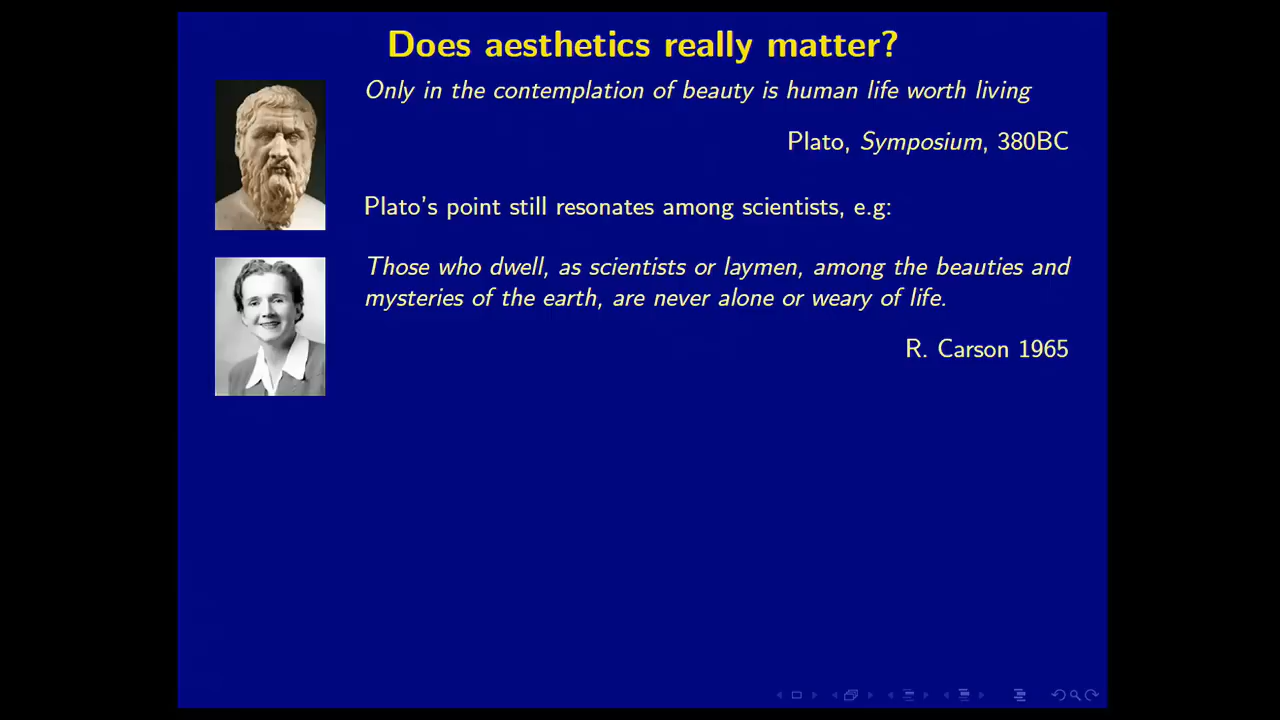 Does aesthetics really matter?
Only in the contemplation of beauty is human life worth living
Plato, Symposium, 380BC
Plato's point still resonates among scientists, e.g:
Those who dwell, as scientists or laymen, among the beauties and
mysteries of the earth, are never alone or weary of life.
R. Carson 1965